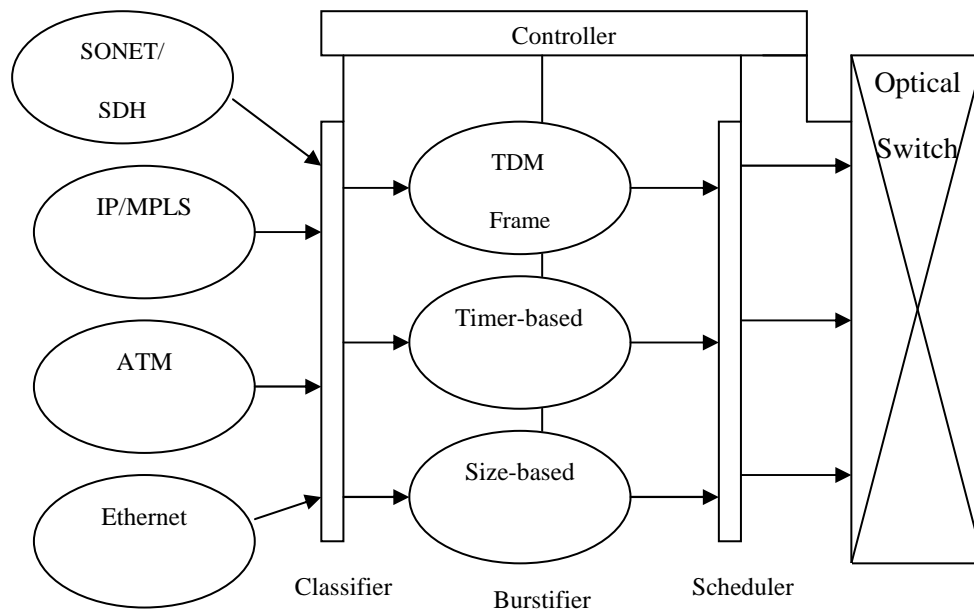 Controller
SONET/
SDH
IP/MPLS
ATM
Ethernet
TDM
Frame
Timer-based
Size-based
Optical
Switch
Classifier
Burstifier
Scheduler